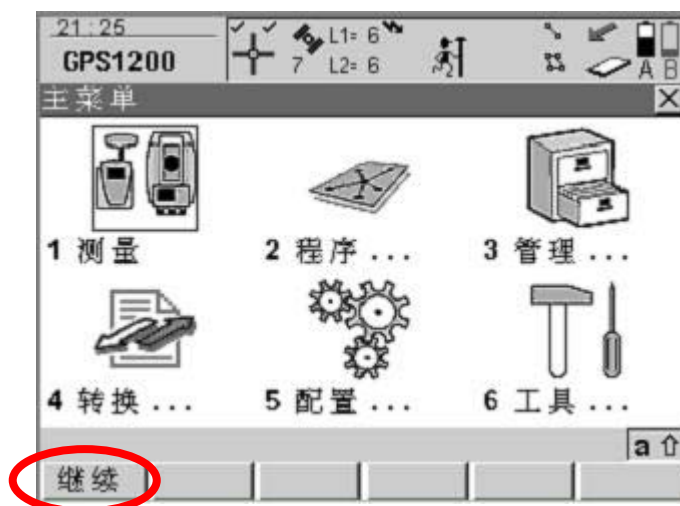 21:25
GPS1200
L1= 6
7 L2= 6
A B
主菜单
1 测量
2 程序 ...
3 管理 ...
4 转换 ...
5 配置 ...
6 工具 ...
a ⇧
继续